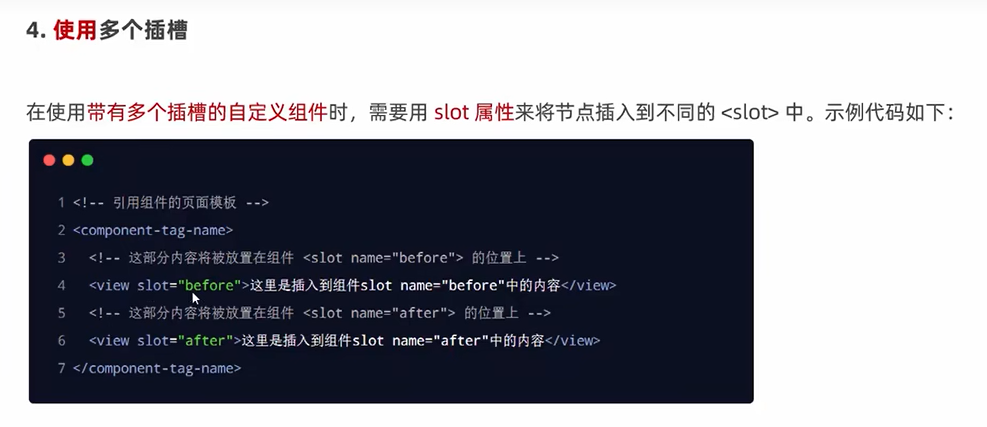 4. 使用多个插槽
在使用带有多个插槽的自定义组件时，需要用 slot 属性来将节点插入到不同的 <slot> 中。示例代码如下：
1 <!-- 引用组件的页面模板 -->
2 <component-tag-name>
3   <!-- 这部分内容将被放置在组件 <slot name="before"> 的位置上 -->
4   <view slot="before">这里是插入到组件slot name="before"中的内容</view>
5   <!-- 这部分内容将被放置在组件 <slot name="after"> 的位置上 -->
6   <view slot="after">这里是插入到组件slot name="after"中的内容</view>
7 </component-tag-name>